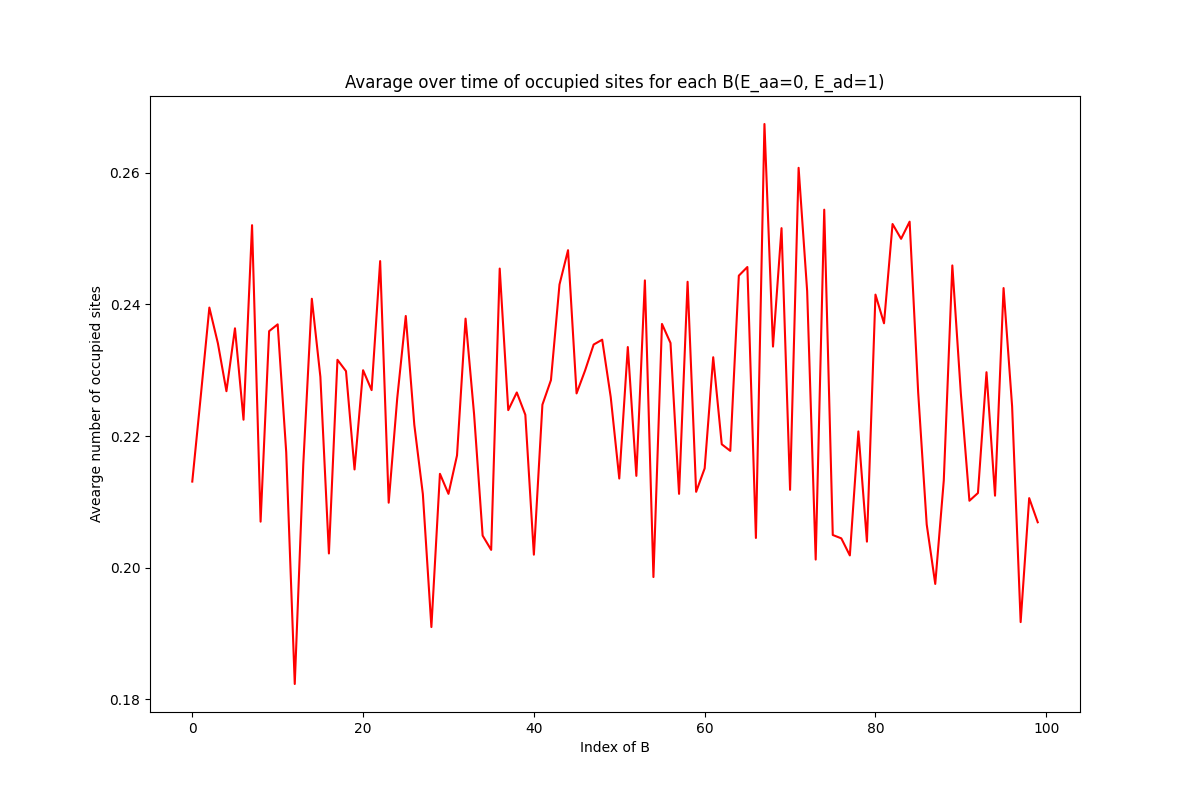 Avarage over time of occupied sites for each B(E_aa=0, E_ad=1)
Avearge number of occupied sites
0.26
0.24
0.22
0.20
0.18
0 20 40 60 80 100
Index of B